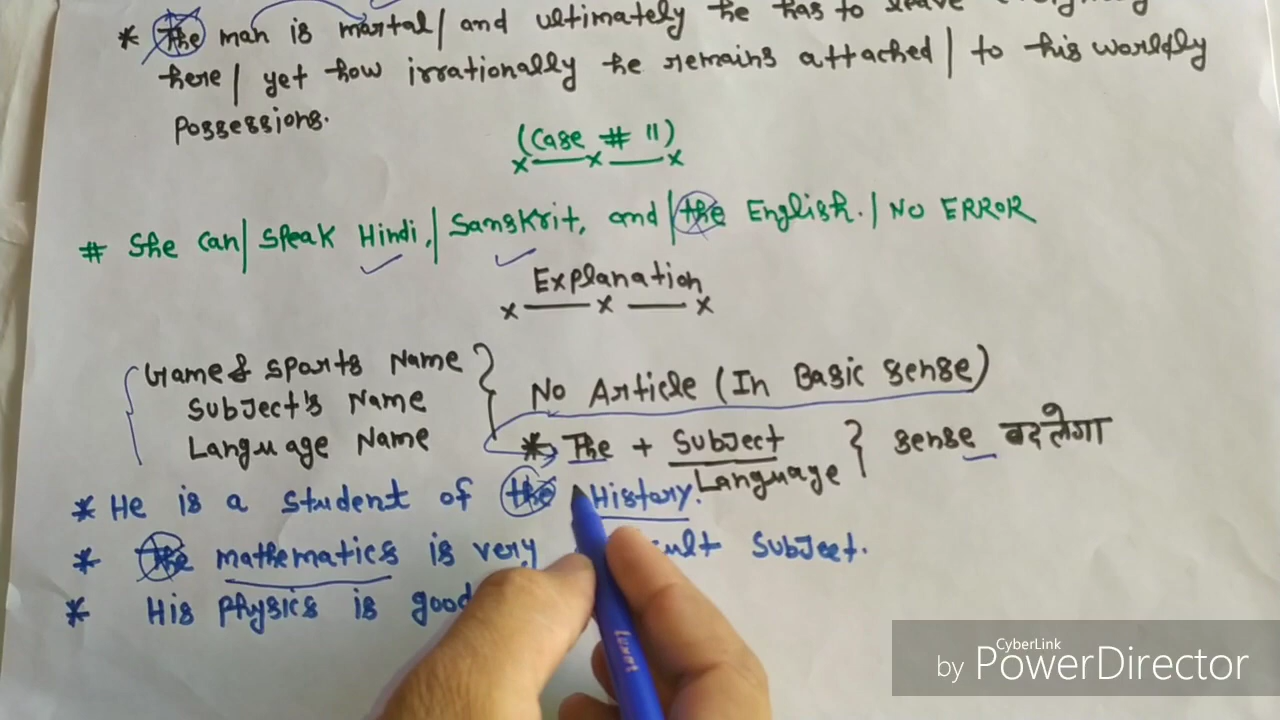 * The man is mortal/ and ultimately he has to leave
here/ yet how irrationally he remains attached/ to his worldly
possessions.
(Case # 11)
# She can/ speak Hindi,/ Sanskrit, and/ the English./ No ERROR
Explanation
Game & Sports Name
Subject's Name
Language Name
No Article (In Basic sense)
* The + Subject
Language
sense बदलेगा
* He is a student of the History.
* The mathematics is very subject.
* His physics is good
CyberLink
by PowerDirector